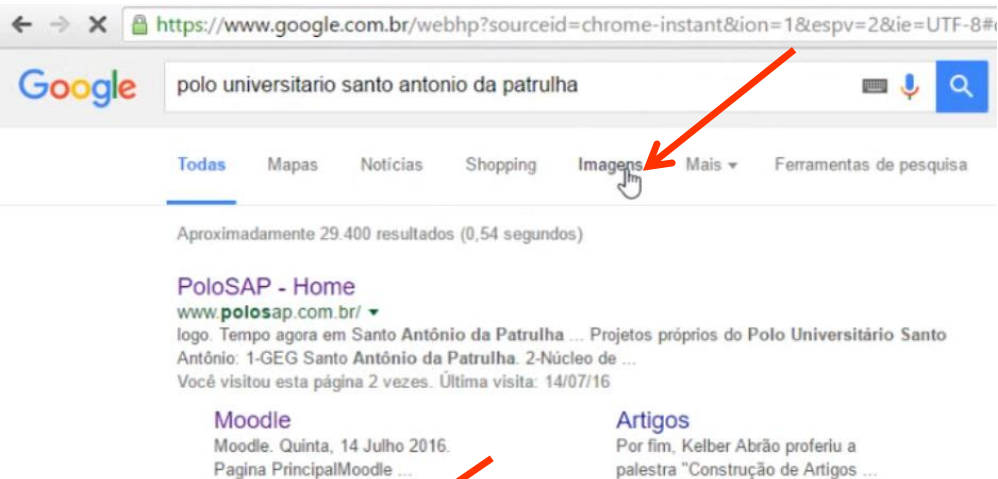 https://www.google.com.br/webhp?sourceid=chrome-instant&ion=1&espv=2&ie=UTF-8#
Google
polo universitario santo antonio da patrulha
Todas Mapas Notícias Shopping Imagens Mais Ferramentas de pesquisa
Aproximadamente 29.400 resultados (0,54 segundos)
PoloSAP - Home
www.polosap.com.br/
logo. Tempo agora em Santo Antônio da Patrulha ... Projetos próprios do Polo Universitário Santo
Antônio: 1-GEG Santo Antônio da Patrulha. 2-Núcleo de ...
Você visitou esta página 2 vezes. Última visita: 14/07/16
Moodle
Moodle. Quinta, 14 Julho 2016.
Pagina PrincipalMoodle ...
Artigos
Por fim, Kelber Abrão proferiu a
palestra "Construção de Artigos ...